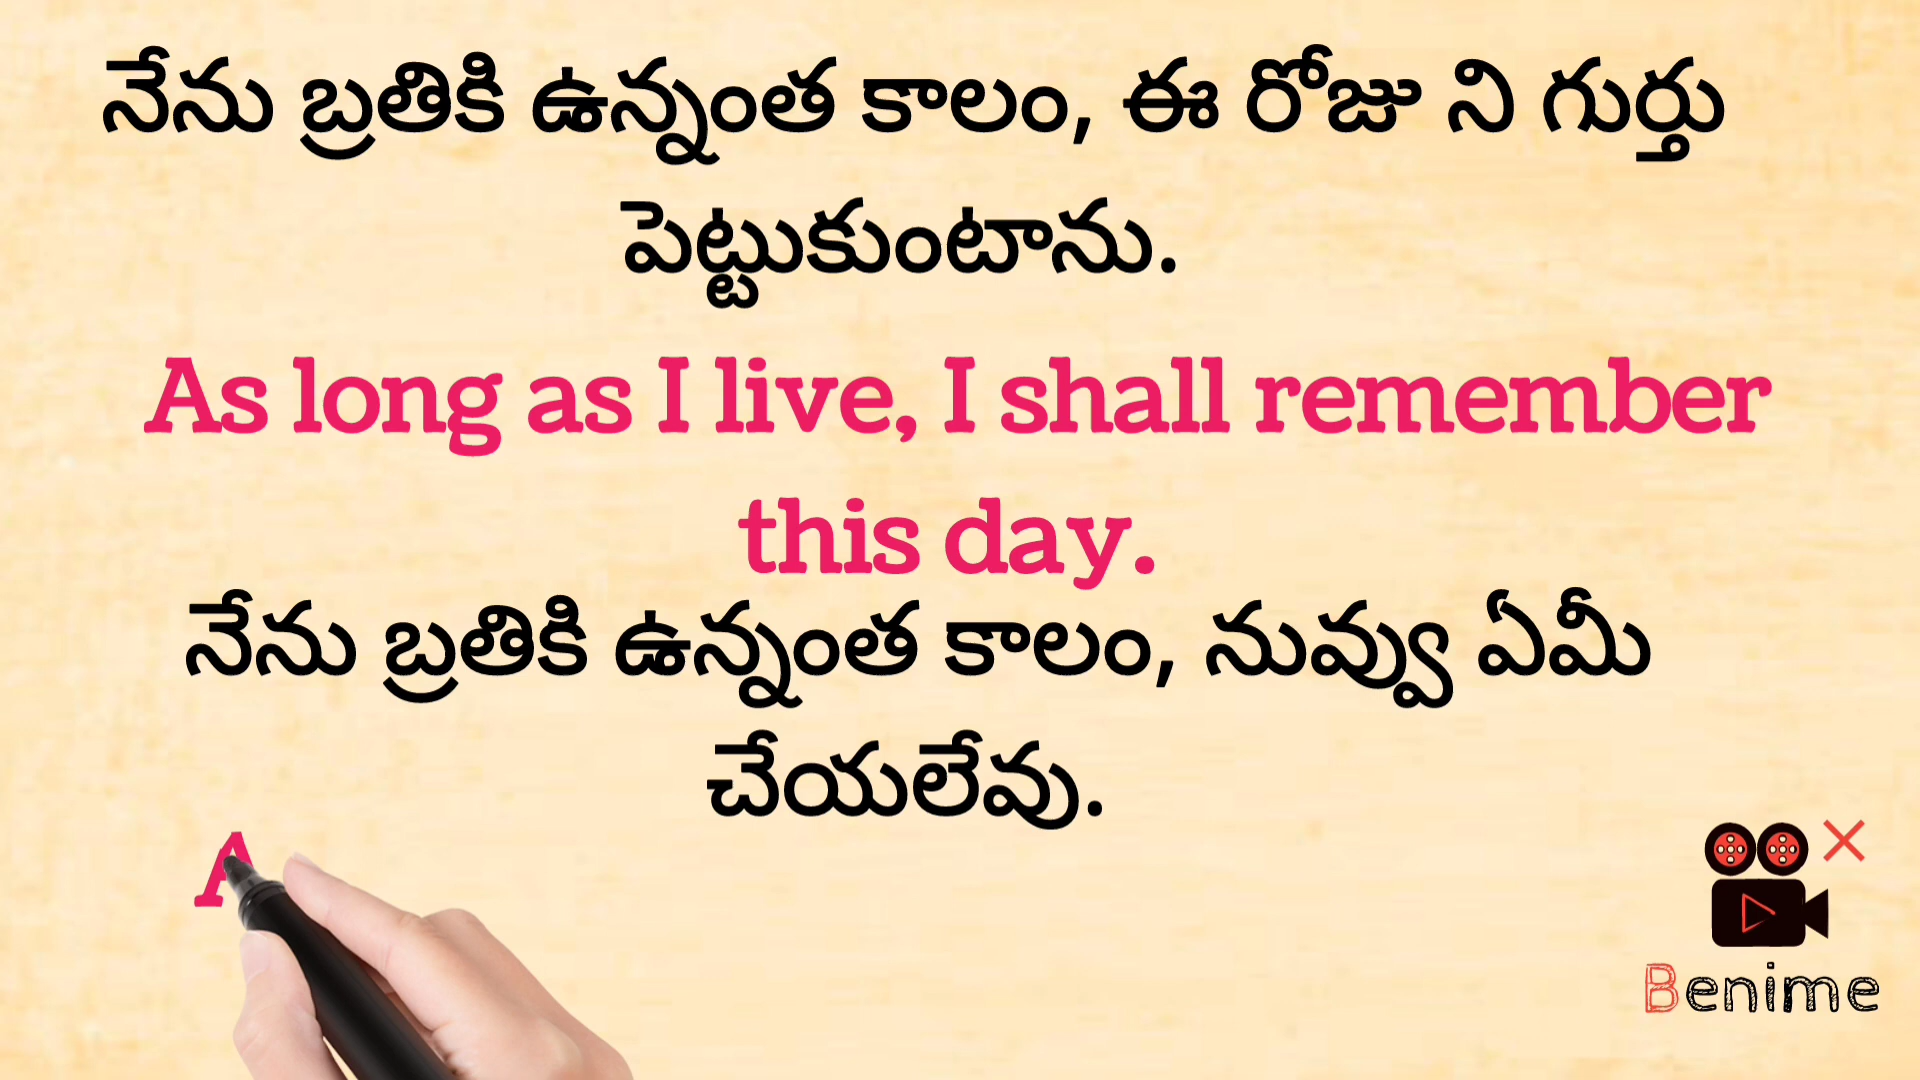 నేను బ్రతికి ఉన్నంత కాలం, ఈ రోజు ని గుర్తు
పెట్టుకుంటాను.
As long as I live, I shall remember
this day.
నేను బ్రతికి ఉన్నంత కాలం, నువ్వు ఏమీ
చేయలేవు.
A
Benime